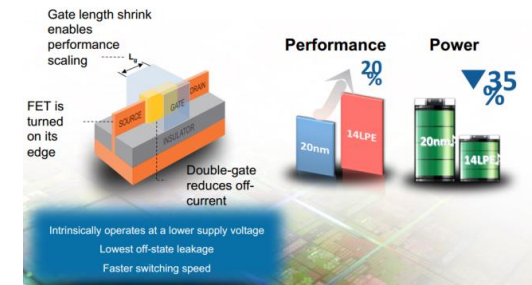 Gate length shrink
enables
performance
scaling
Lg
FET is
turned
on its
edge
SOURCE
GATE
DRAIN
INSULATOR
Double-gate
reduces off-
current
Performance
20
%
20nm
14LPE
Power
▼35
%
20nm
14LPE
Intrinsically operates at a lower supply voltage
Lowest off-state leakage
Faster switching speed